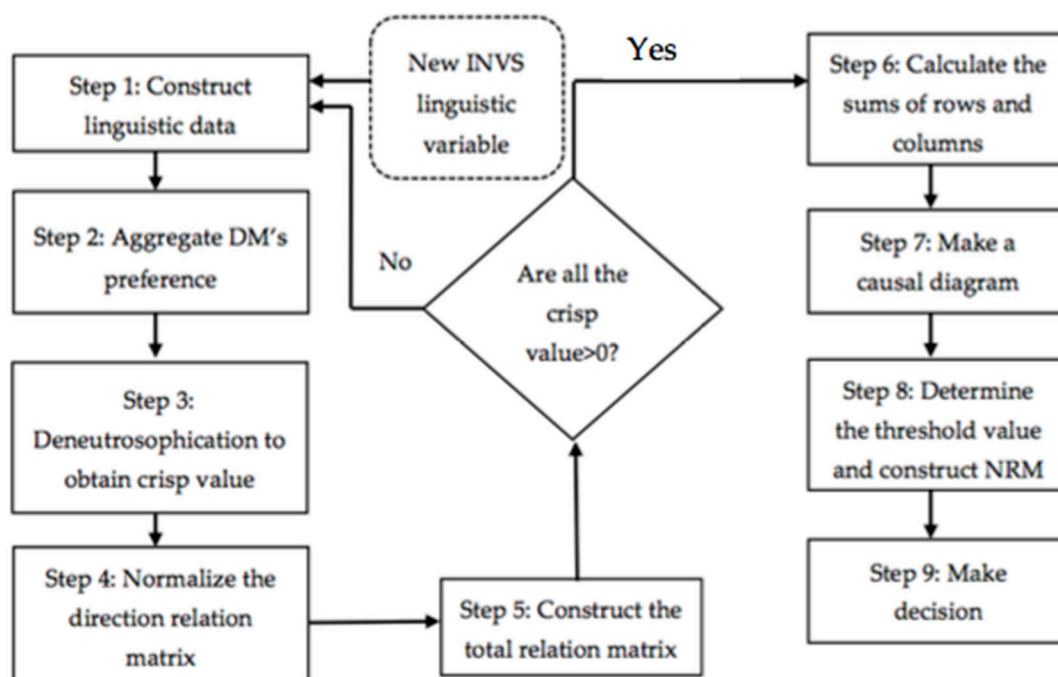 Step 1: Construct
linguistic data
New INVS
linguistic
variable
Yes
Step 6: Calculate the
sums of rows and
columns
Step 2: Aggregate DM's
preference
No
Are all the
crisp
value>0?
Step 7: Make a
causal diagram
Step 3:
Deneutrosophication to
obtain crisp value
Step 8: Determine
the threshold value
and construct NRM
Step 4: Normalize the
direction relation
matrix
Step 5: Construct the
total relation matrix
Step 9: Make
decision